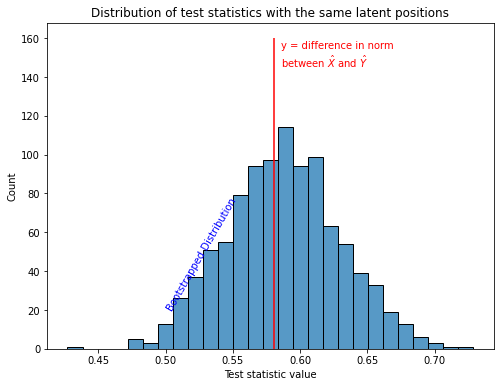 Distribution of test statistics with the same latent positions
160
140
120
100
80
60
40
20
0
Count
y = difference in norm
between X̂ and Ŷ
Bootstrapped Distribution
0.45 0.50 0.55 0.60 0.65 0.70
Test statistic value